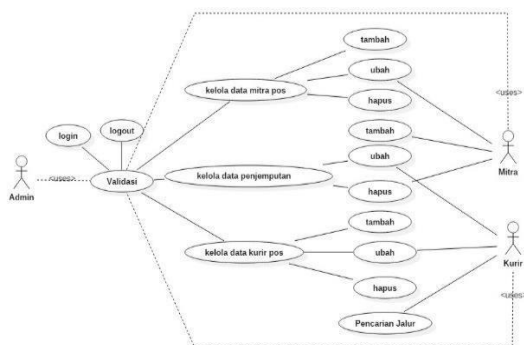 tambah
ubah
kelola data mitra pos
hapus
<uses>
logout
login
tambah
ubah
Mitra
<uses>
Validasi
kelola data penjemputan
Admin
hapus
tambah
kelola data kurir pos
ubah
Kurir
hapus
<uses>
Pencarian Jalur